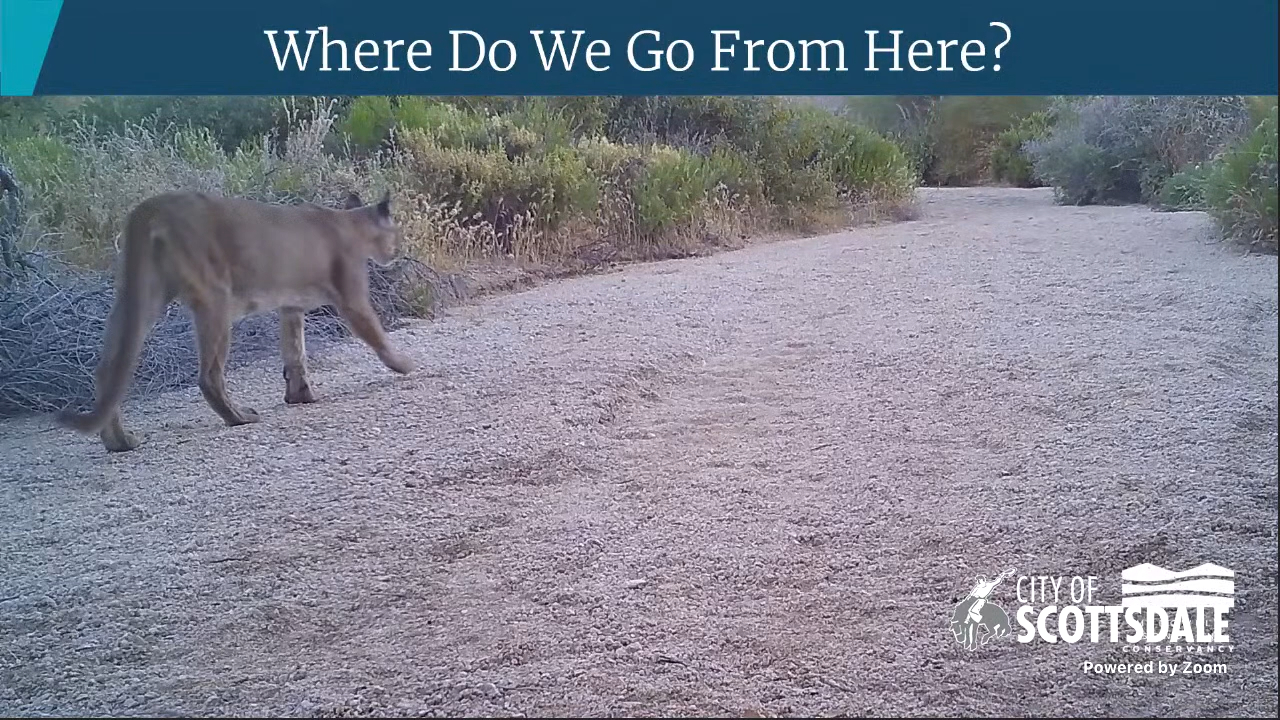 Where Do We Go From Here?
CITY OF
SCOTTSDALE
CONSERVANCY
Powered by Zoom